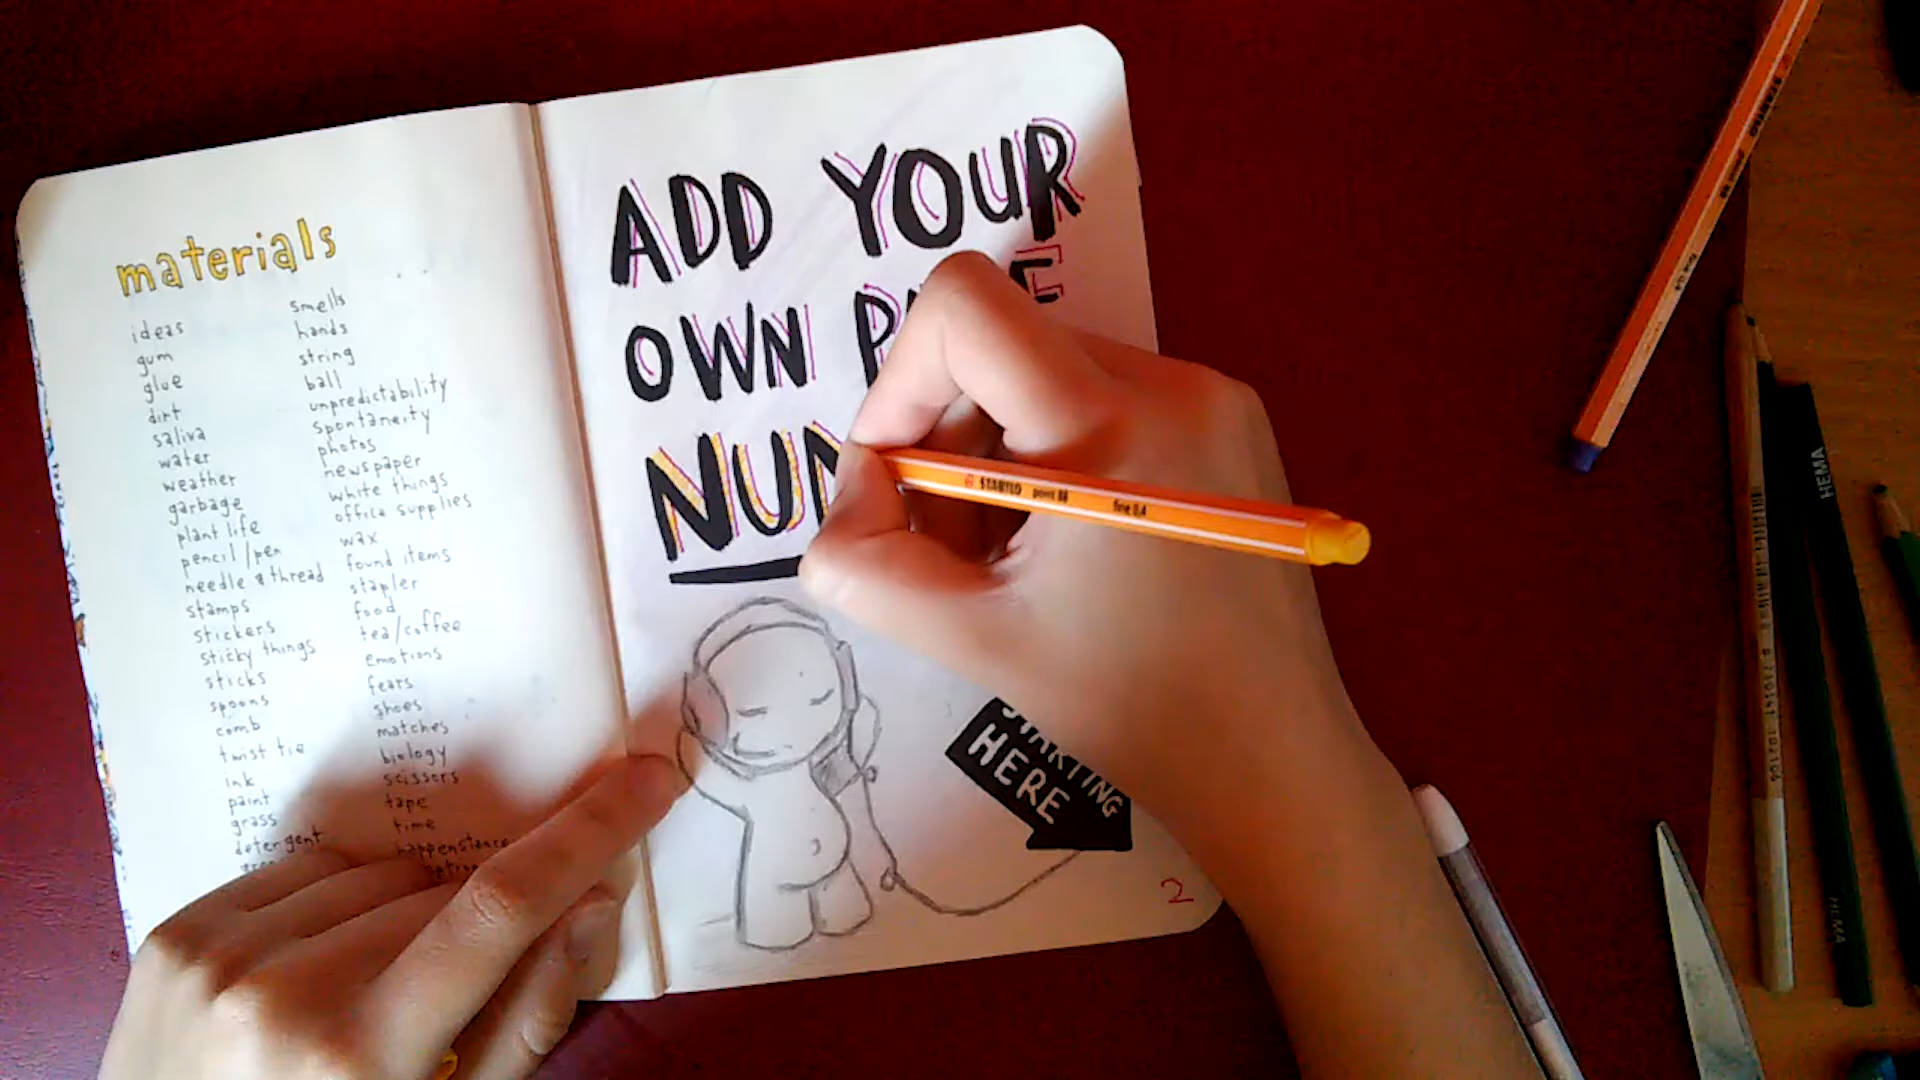 materials
ideas
gum
glue
dirt
saliva
water
weather
garbage
plant life
pencil/pen
needle & thread
stamps
stickers
sticky things
sticks
spoons
comb
twist tie
ink
paint
grass
detergent
smells
hands
string
ball
unpredictability
spontaneity
photos
newspaper
white things
office supplies
wax
found items
stapler
food
tea/coffee
emotions
fears
shoes
matches
biology
scissors
tape
time
happenstance
ADD YOUR
OWN
STARTING
HERE
2
STABILO point 88 fine 0,4
HEMA
HEMA